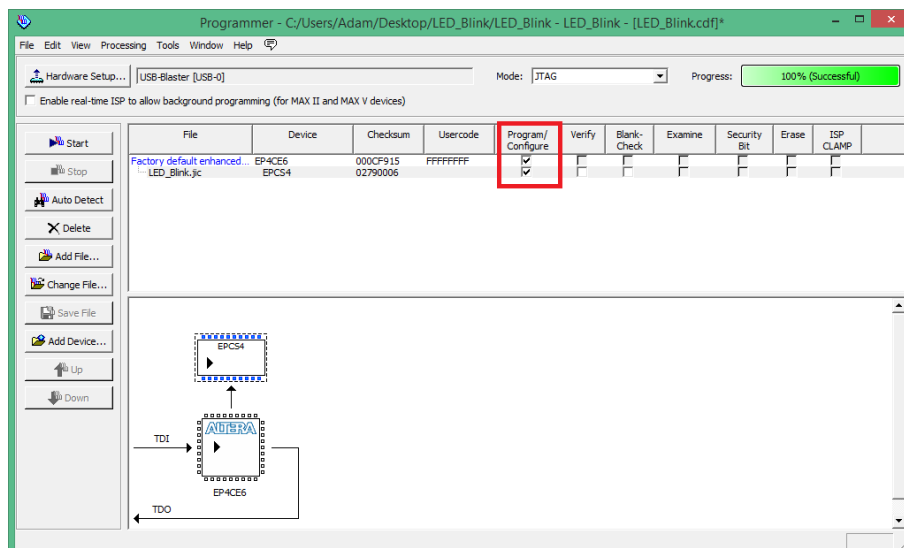 Programmer - C:/Users/Adam/Desktop/LED_Blink/LED_Blink - LED_Blink - [LED_Blink.cdf]*
File Edit View Processing Tools Window Help
Hardware Setup... USB-Blaster [USB-0] Mode: JTAG Progress: 100% (Successful)
Enable real-time ISP to allow background programming (for MAX II and MAX V devices)
Start
Stop
Auto Detect
Delete
Add File...
Change File...
Save File
Add Device...
Up
Down
File Device Checksum Usercode Program/ Verify Blank- Examine Security Erase ISP
Configure Check Bit CLAMP
Factory default enhanced... EP4CE6 000CF915 FFFFFFFF
LED_Blink.jic EPCS4 02790006
EPCS4
ALTERA
TDI
EP4CE6
TDO